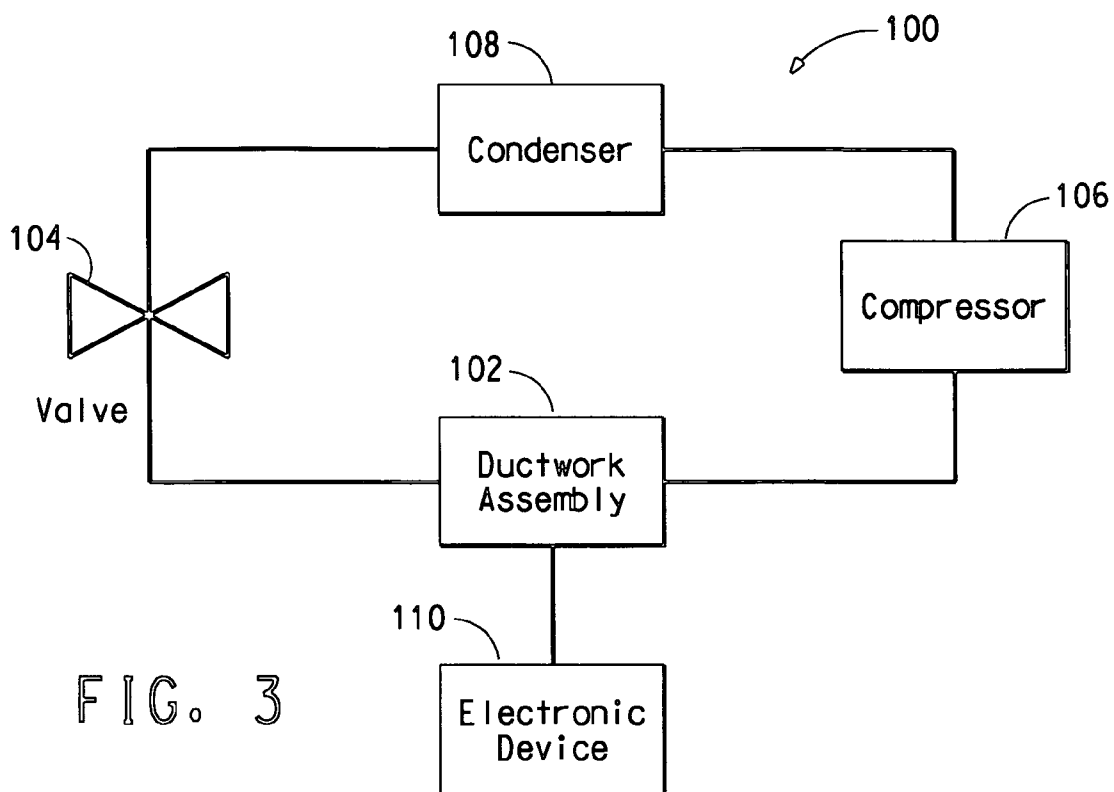 100
108
Condenser
106
Compressor
104
Valve
102
Ductwork
Assembly
110
Electronic
Device
FIG. 3